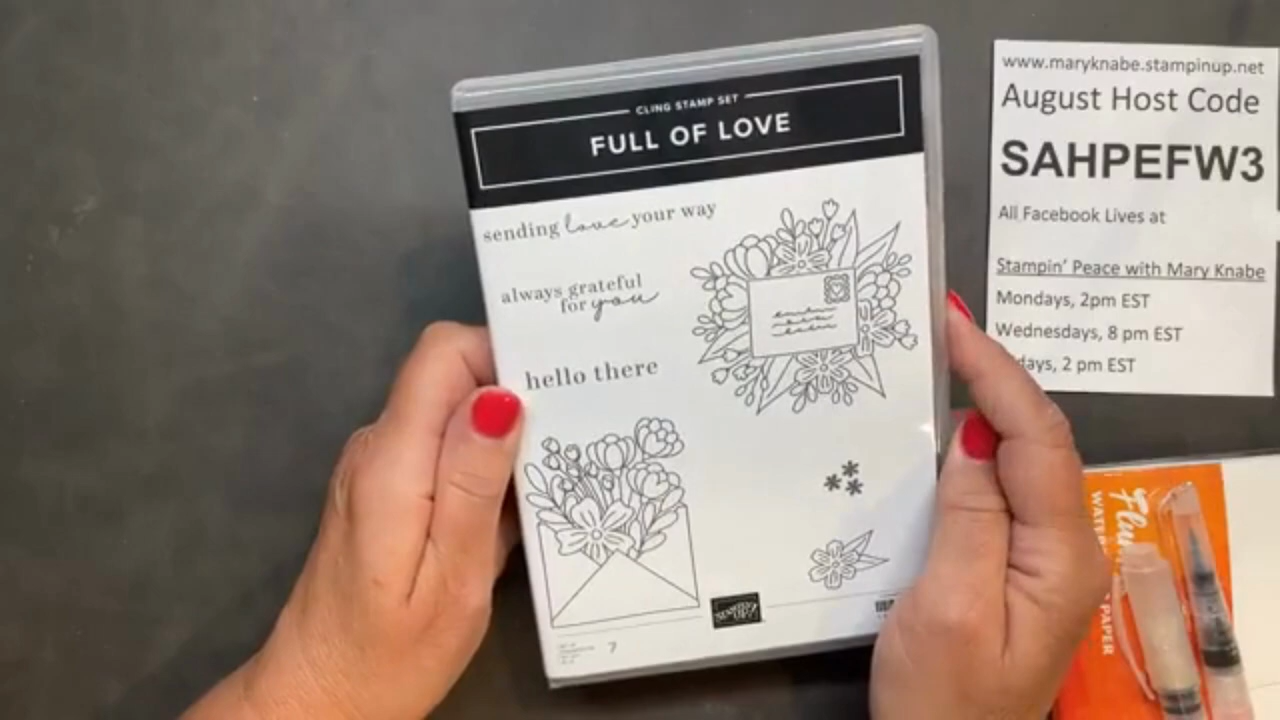 CLING STAMP SET
FULL OF LOVE
sending love your way
always grateful
for you
hello there
STAMPIN' UP!
7
www.maryknabe.stampinup.net
August Host Code
SAHPEFW3
All Facebook Lives at
Stampin' Peace with Mary Knabe
Mondays, 2pm EST
Wednesdays, 8 pm EST
days, 2 pm EST
PAPER